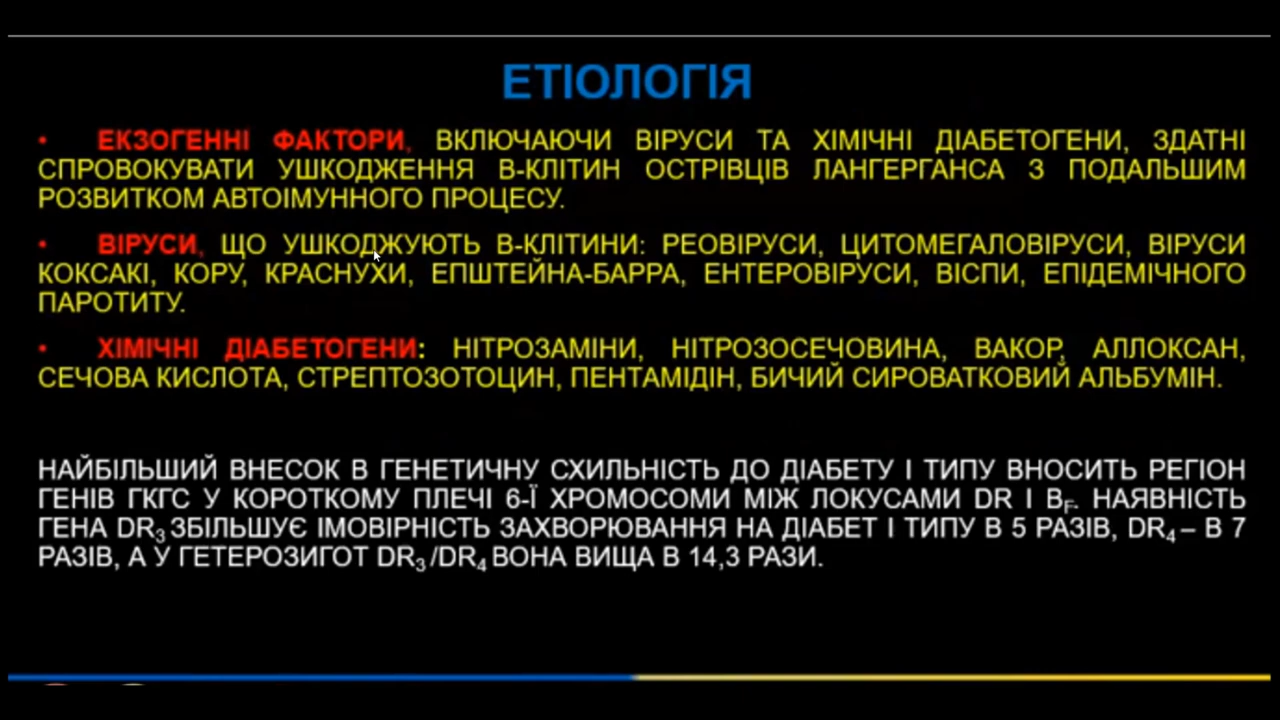 ЕТІОЛОГІЯ
• ЕКЗОГЕННІ ФАКТОРИ, ВКЛЮЧАЮЧИ ВІРУСИ ТА ХІМІЧНІ ДІАБЕТОГЕНИ, ЗДАТНІ
СПРОВОКУВАТИ УШКОДЖЕННЯ В-КЛІТИН ОСТРІВЦІВ ЛАНГЕРГАНСА З ПОДАЛЬШИМ
РОЗВИТКОМ АВТОІМУННОГО ПРОЦЕСУ.
• ВІРУСИ, ЩО УШКОДЖУЮТЬ В-КЛІТИНИ: РЕОВІРУСИ, ЦИТОМЕГАЛОВІРУСИ, ВІРУСИ
КОКСАКІ, КОРУ, КРАСНУХИ, ЕПШТЕЙНА-БАРРА, ЕНТЕРОВІРУСИ, ВІСПИ, ЕПІДЕМІЧНОГО
ПАРОТИТУ.
• ХІМІЧНІ ДІАБЕТОГЕНИ: НІТРОЗАМІНИ, НІТРОЗОСЕЧОВИНА, ВАКОР, АЛЛОКСАН,
СЕЧОВА КИСЛОТА, СТРЕПТОЗОТОЦИН, ПЕНТАМІДІН, БИЧИЙ СИРОВАТКОВИЙ АЛЬБУМІН.
НАЙБІЛЬШИЙ ВНЕСОК В ГЕНЕТИЧНУ СХИЛЬНІСТЬ ДО ДІАБЕТУ І ТИПУ ВНОСИТЬ РЕГІОН
ГЕНІВ ГКГС У КОРОТКОМУ ПЛЕЧІ 6-Ї ХРОМОСОМИ МІЖ ЛОКУСАМИ DR І BF. НАЯВНІСТЬ
ГЕНА DR3 ЗБІЛЬШУЄ ІМОВІРНІСТЬ ЗАХВОРЮВАННЯ НА ДІАБЕТ І ТИПУ В 5 РАЗІВ, DR4 – В 7
РАЗІВ, А У ГЕТЕРОЗИГОТ DR3 /DR4 ВОНА ВИЩА В 14,3 РАЗИ.